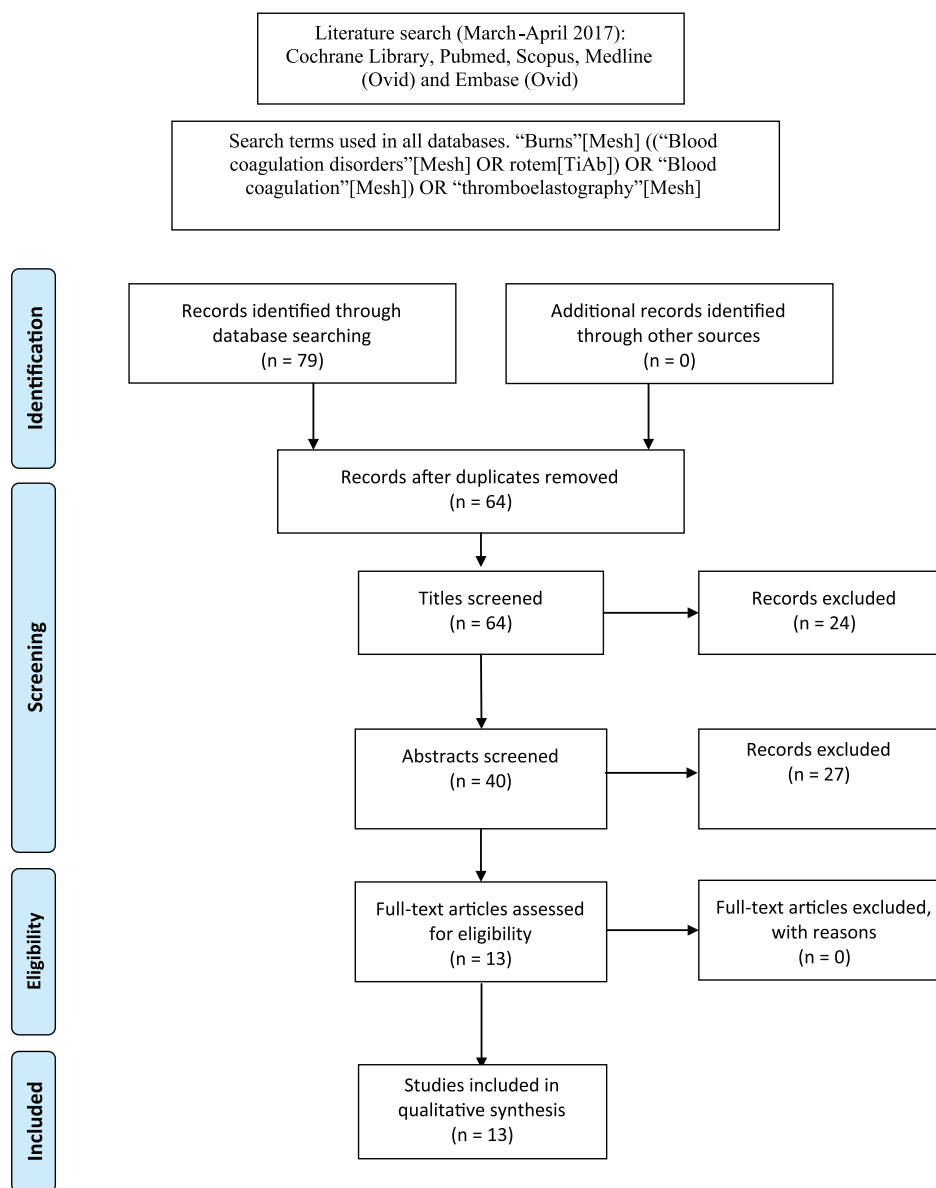 Literature search (March-April 2017):
Cochrane Library, Pubmed, Scopus, Medline
(Ovid) and Embase (Ovid)
Search terms used in all databases. “Burns”[Mesh] ((“Blood
coagulation disorders”[Mesh] OR rotem[TiAb]) OR “Blood
coagulation”[Mesh]) OR “thromboelastography”[Mesh]
Identification
Records identified through
database searching
(n = 79)
Additional records identified
through other sources
(n = 0)
Records after duplicates removed
(n = 64)
Screening
Titles screened
(n = 64)
Records excluded
(n = 24)
Abstracts screened
(n = 40)
Records excluded
(n = 27)
Eligibility
Full-text articles assessed
for eligibility
(n = 13)
Full-text articles excluded,
with reasons
(n = 0)
Included
Studies included in
qualitative synthesis
(n = 13)